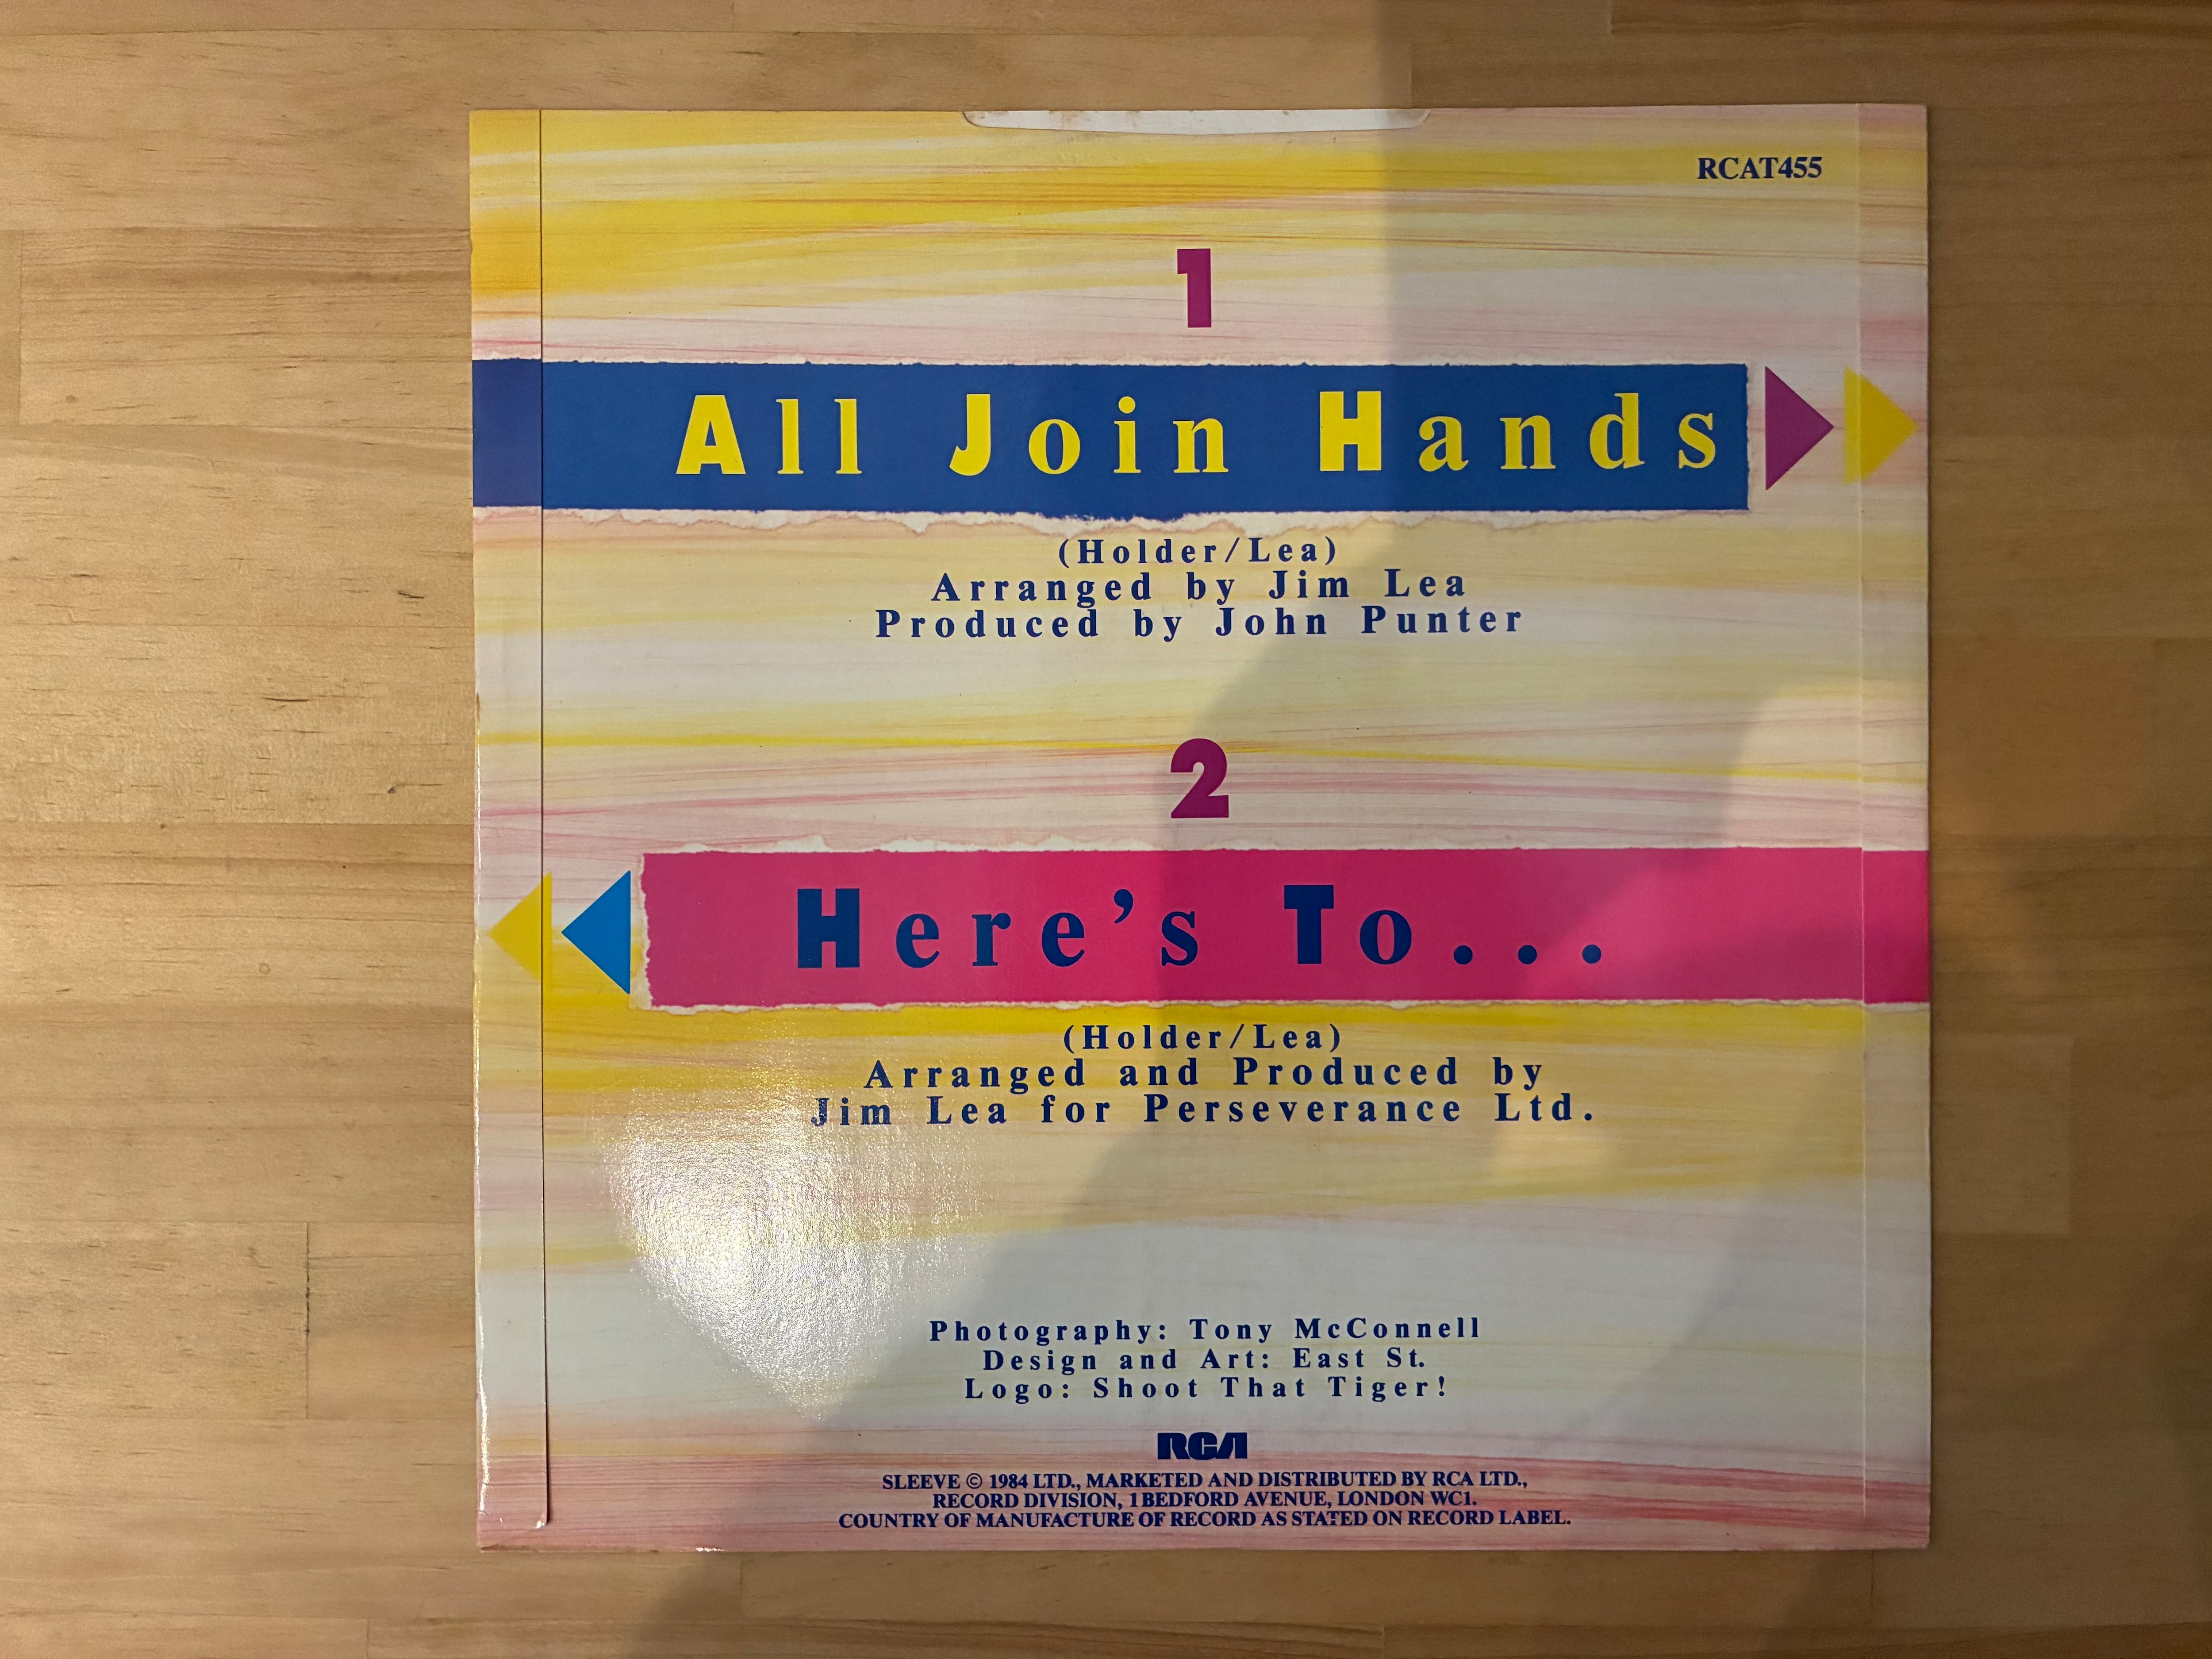 RCAT455
1
All Join Hands
(Holder/Lea)
Arranged by Jim Lea
Produced by John Punter
2
Here's To...
(Holder/Lea)
Arranged and Produced by
Jim Lea for Perseverance Ltd.
Photography: Tony McConnell
Design and Art: East St.
Logo: Shoot That Tiger!
RCA
SLEEVE © 1984 LTD., MARKETED AND DISTRIBUTED BY RCA LTD.,
RECORD DIVISION, 1 BEDFORD AVENUE, LONDON WC1.
COUNTRY OF MANUFACTURE OF RECORD AS STATED ON RECORD LABEL.